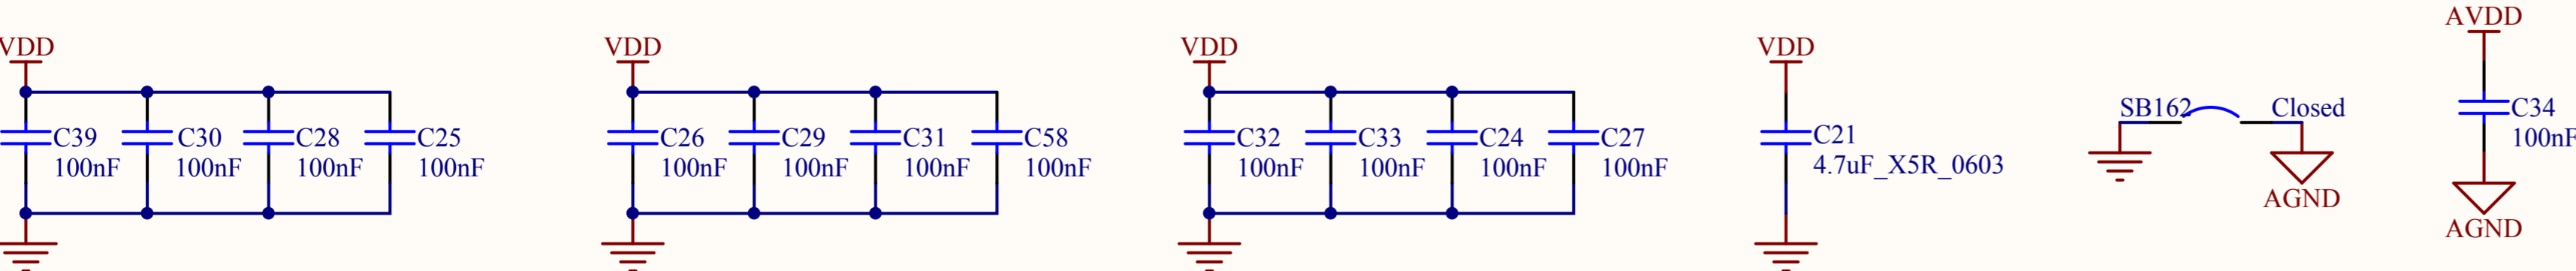 VDD
C39
100nF
C30
100nF
C28
100nF
C25
100nF
VDD
C26
100nF
C29
100nF
C31
100nF
C58
100nF
VDD
C32
100nF
C33
100nF
C24
100nF
C27
100nF
VDD
C21
4.7uF_X5R_0603
SB162
Closed
AGND
AVDD
C34
100nF
AGND